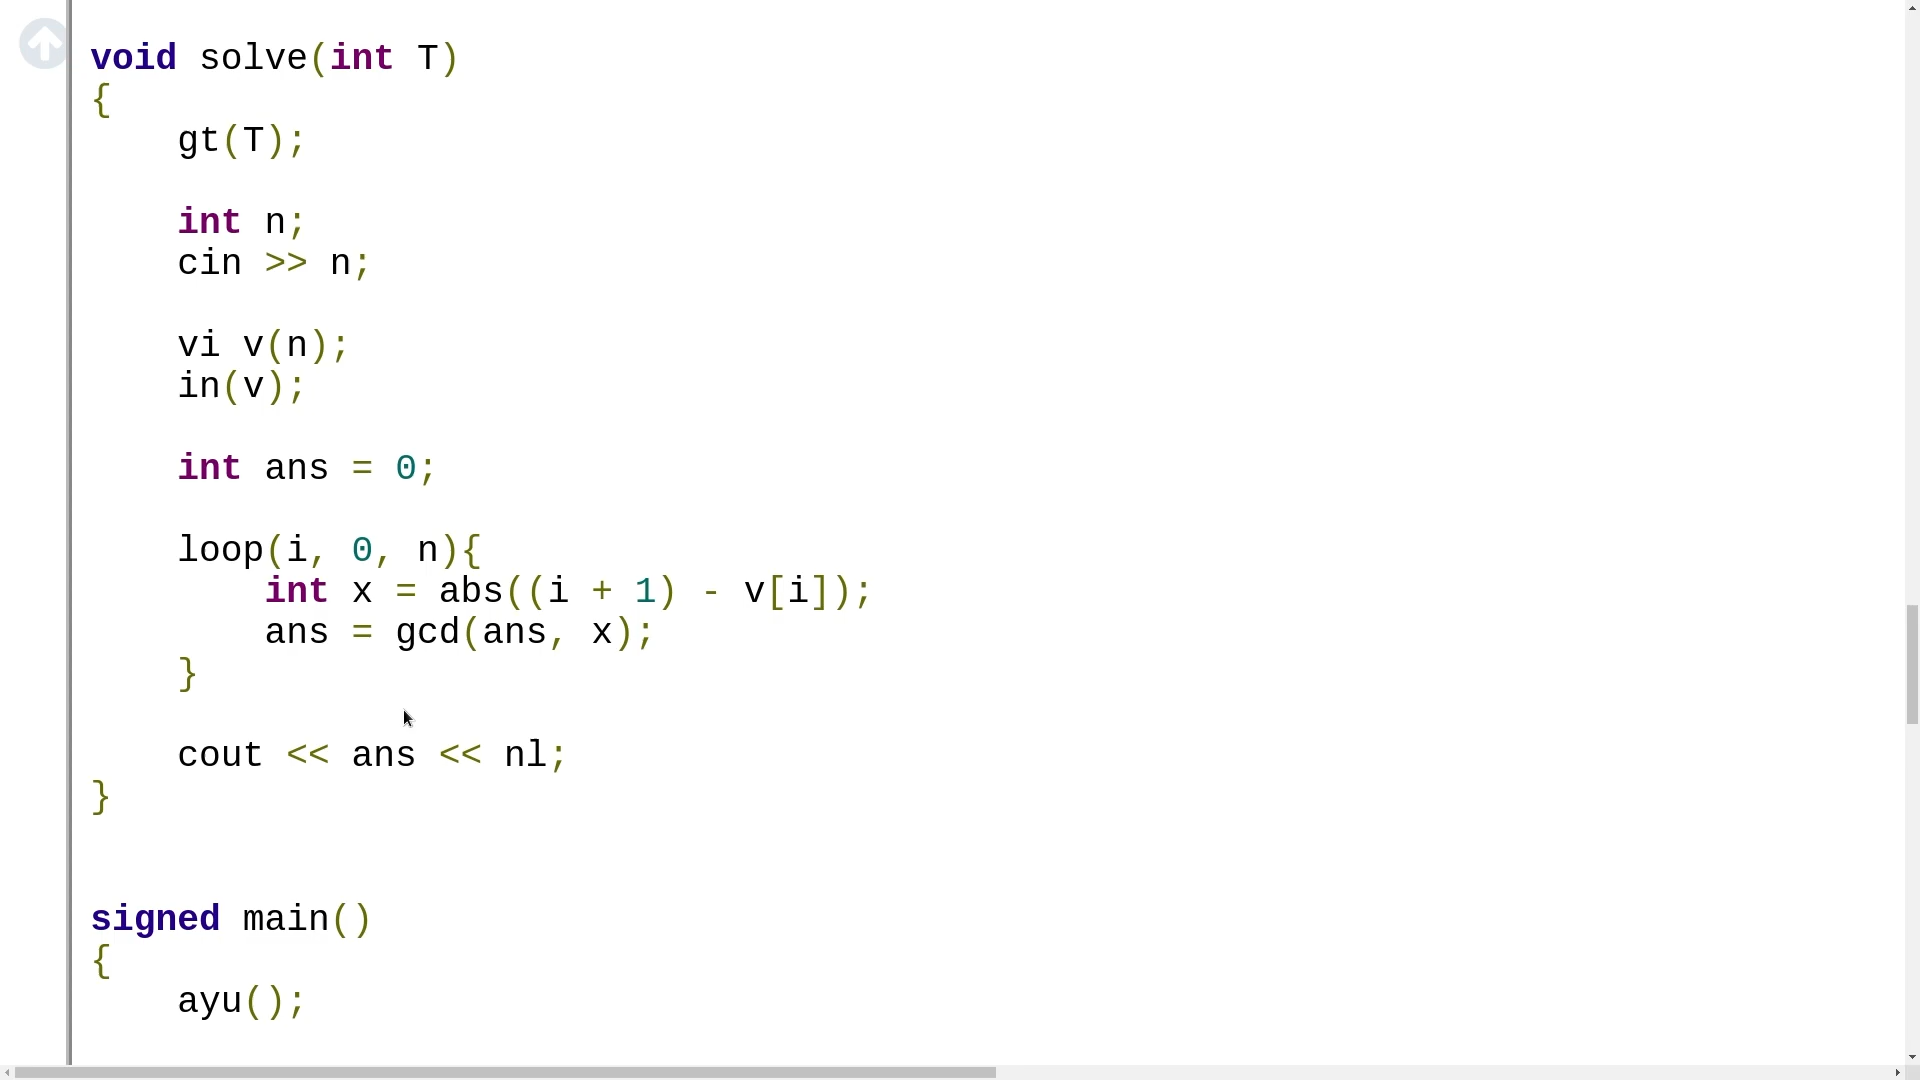 void solve(int T)
{
    gt(T);
    int n;
    cin >> n;
    vi v(n);
    in(v);
    int ans = 0;
    loop(i, 0, n){
        int x = abs((i + 1) - v[i]);
        ans = gcd(ans, x);
    }
    cout << ans << nl;
}
signed main()
{
    ayu();